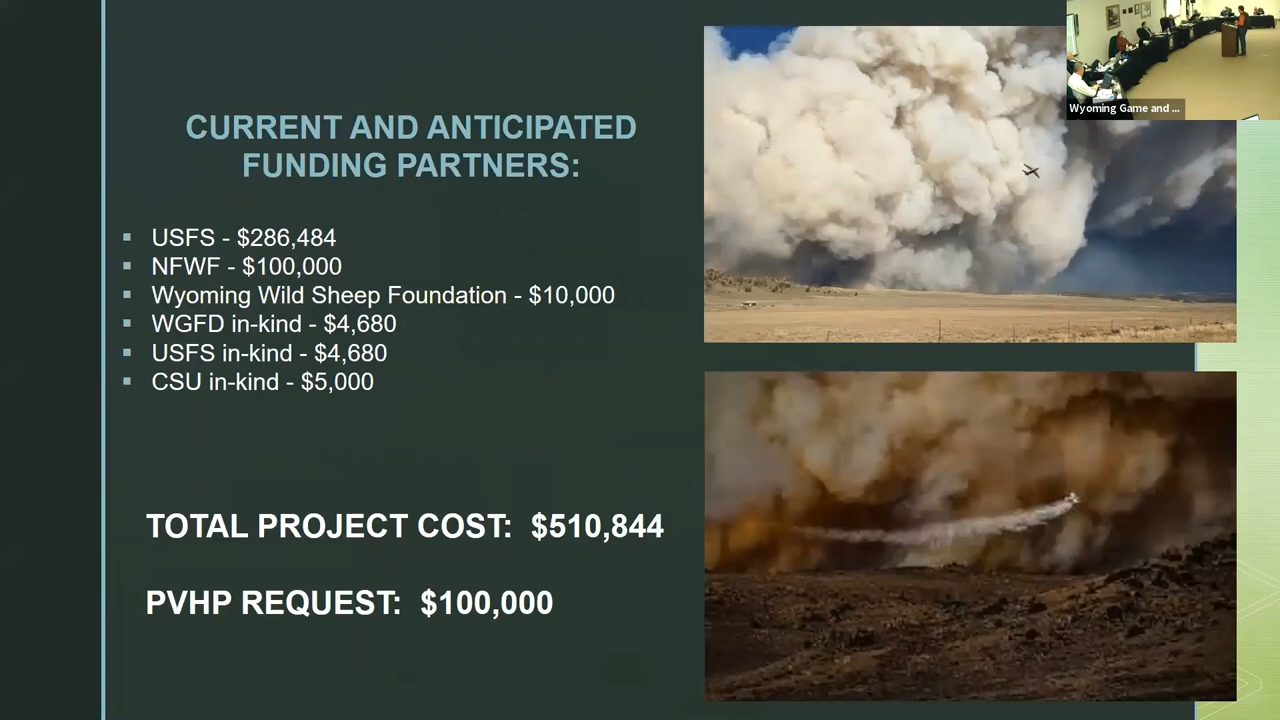 CURRENT AND ANTICIPATED
FUNDING PARTNERS:
▪ USFS - $286,484
▪ NFWF - $100,000
▪ Wyoming Wild Sheep Foundation - $10,000
▪ WGFD in-kind - $4,680
▪ USFS in-kind - $4,680
▪ CSU in-kind - $5,000
TOTAL PROJECT COST: $510,844
PVHP REQUEST: $100,000
Wyoming Game and ...